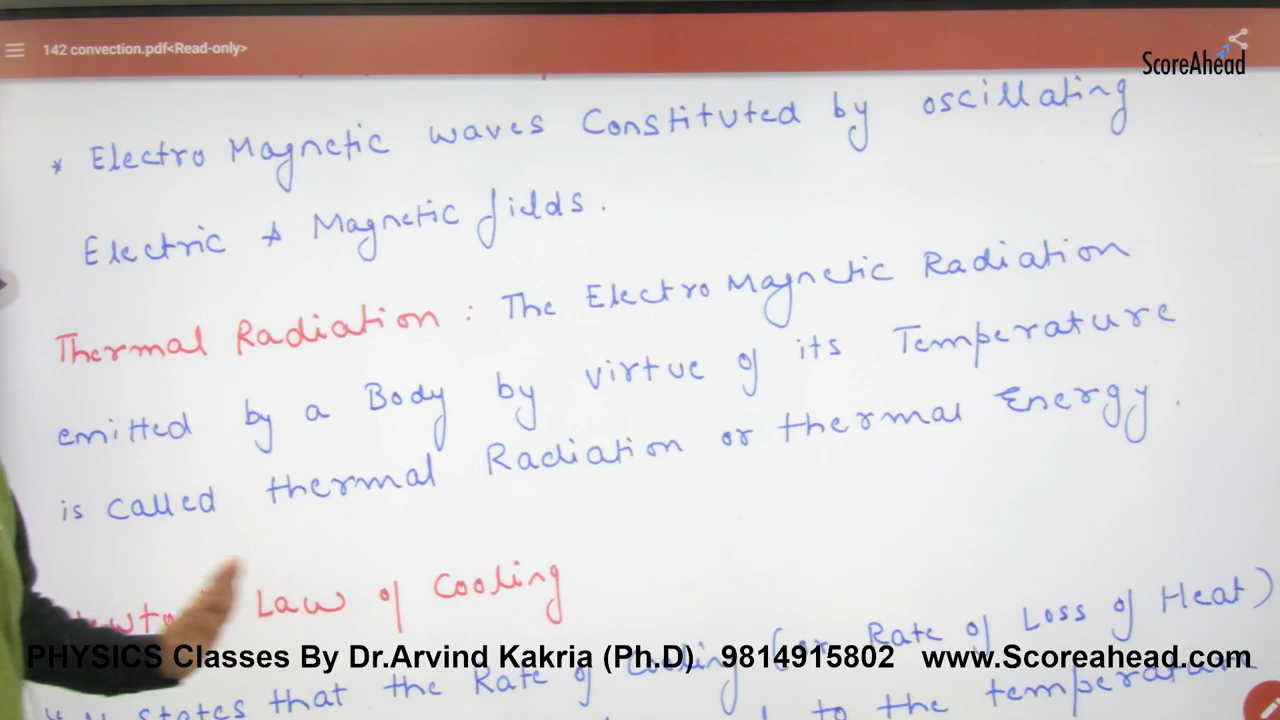 142 convection.pdf<Read-only>
ScoreAhead
* Electro Magnetic waves Constituted by oscillating
Electric & Magnetic fields.
Thermal Radiation : The Electro Magnetic Radiation
emitted by a Body by virtue of its Temperature
is called thermal Radiation or thermal Energy.
Law of Cooling
PHYSICS Classes By Dr.Arvind Kakria (Ph.D) 9814915802 www.Scoreahead.com
Cooling (or Rate of Loss of Heat)
States that the Rate of
to the temperature